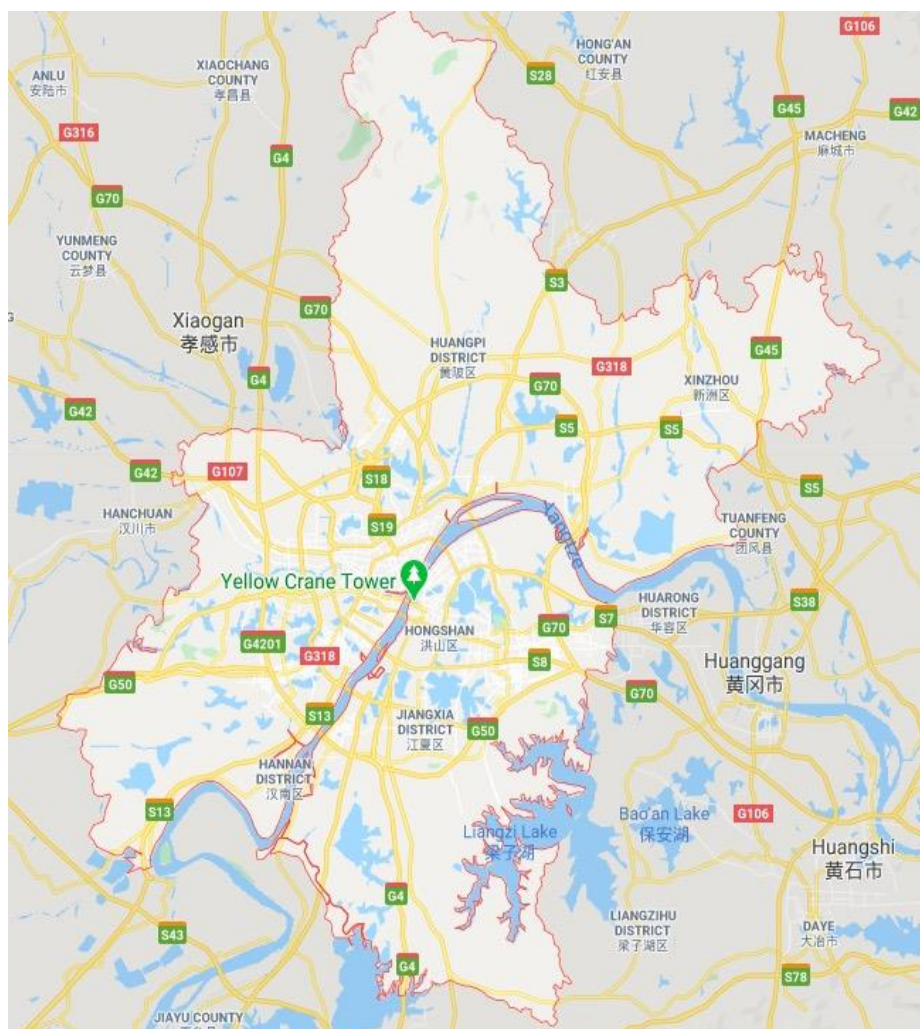 G106
HONG'AN
COUNTY
红安县
XIAOCHANG
COUNTY
孝昌县
ANLU
安陆市
S28
G45
G42
G316
MACHENG
麻城市
G4
G70
YUNMENG
COUNTY
云梦县
S3
G70
Xiaogan
孝感市
HUANGPI
DISTRICT
黄陂区
G45
G318
G4
G70
XINZHOU
新洲区
G42
S5
S5
G42
G107
S18
S5
HANCHUAN
汉川市
S19
Yangtze
TUANFENG
COUNTY
团风县
Yellow Crane Tower
HUARONG
DISTRICT
华容区
S38
S7
HONGSHAN
洪山区
G70
G4201
G318
S8
Huanggang
黄冈市
G50
G70
S13
JIANGXIA
DISTRICT
江夏区
G50
HANNAN
DISTRICT
汉南区
S13
Bao'an Lake
保安湖
G106
Liangzi Lake
梁子湖
Huangshi
黄石市
G4
LIANGZIHU
DISTRICT
梁子湖区
DAYE
大冶市
S43
G4
S78
JIAYU COUNTY